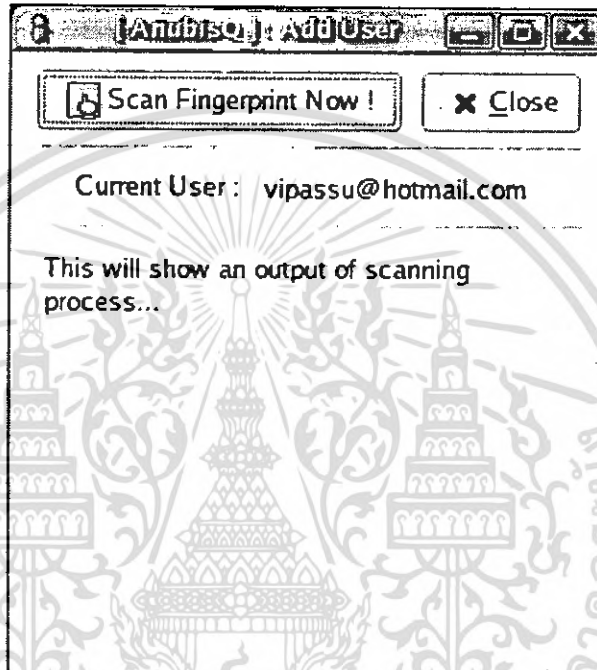 [AnubisQ]: Add User
Scan Fingerprint Now !
Close
Current User : vipassu@hotmail.com
This will show an output of scanning
process...